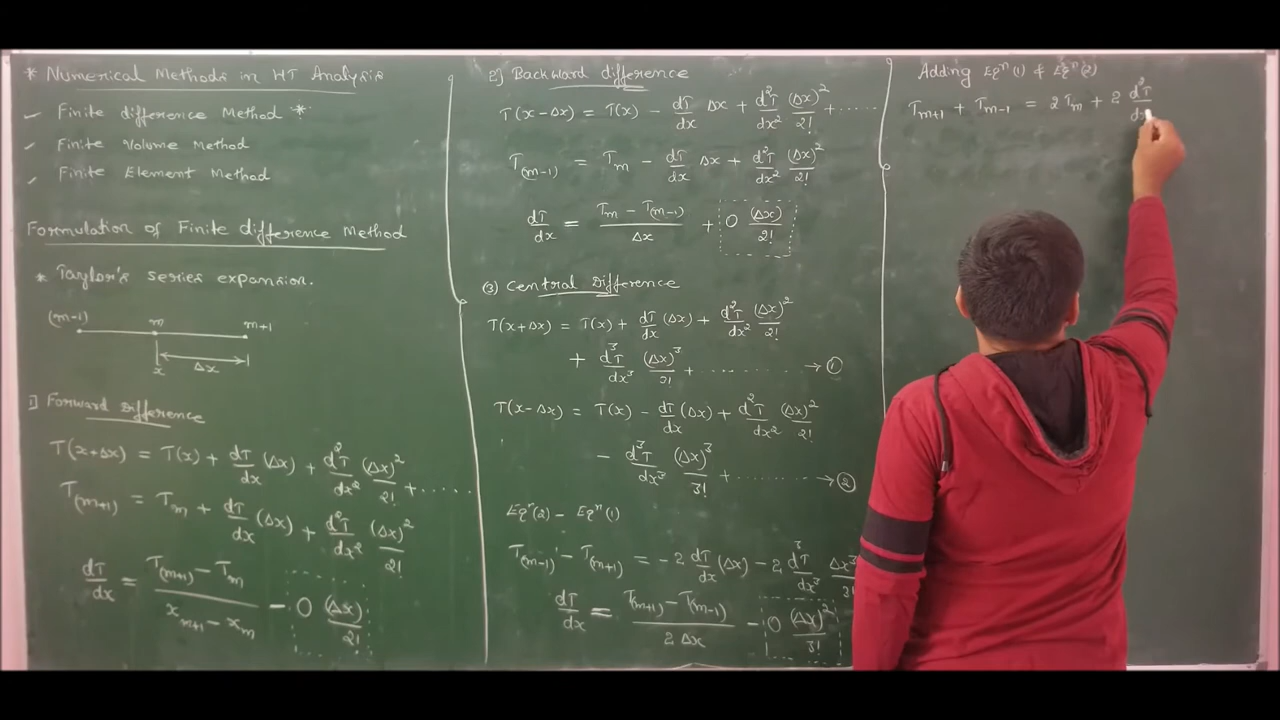 * Numerical Methods in HT Analysis
Finite difference Method *
Finite Volume Method
Finite Element Method
Formulation of Finite difference Method
* Taylor's series expansion.
(m-1) m m+1
x Δx
1] Forward Difference
T(x+Δx) = T(x) + dT/dx (Δx) + d²T/dx² (Δx)²/2! + ......
T(m+1) = Tm + dT/dx (Δx) + d²T/dx² (Δx)²/2!
dT/dx = (T(m+1) - Tm)/(xm+1 - xm) - O (Δx)/2!
2] Backward difference
T(x-Δx) = T(x) - dT/dx Δx + d²T/dx² (Δx)²/2! + ......
T(m-1) = Tm - dT/dx Δx + d²T/dx² (Δx)²/2!
dT/dx = (Tm - T(m-1))/Δx + O (Δx)/2!
(3) Central Difference
T(x+Δx) = T(x) + dT/dx (Δx) + d²T/dx² (Δx)²/2!
+ d³T/dx³ (Δx)³/2! + ............ → ①
T(x-Δx) = T(x) - dT/dx (Δx) + d²T/dx² (Δx)²/2!
- d³T/dx³ (Δx)³/3! + ............ → ②
Eqⁿ(2) - Eqⁿ(1)
T(m-1) - T(m+1) = -2 dT/dx (Δx) - 2 d³T/dx³ Δx³/3!
dT/dx = (T(m+1) - T(m-1))/2Δx - O (Δx)²/3!
Adding Eqⁿ(1) & Eqⁿ(2)
Tm+1 + Tm-1 = 2Tm + 2 d²T/dx